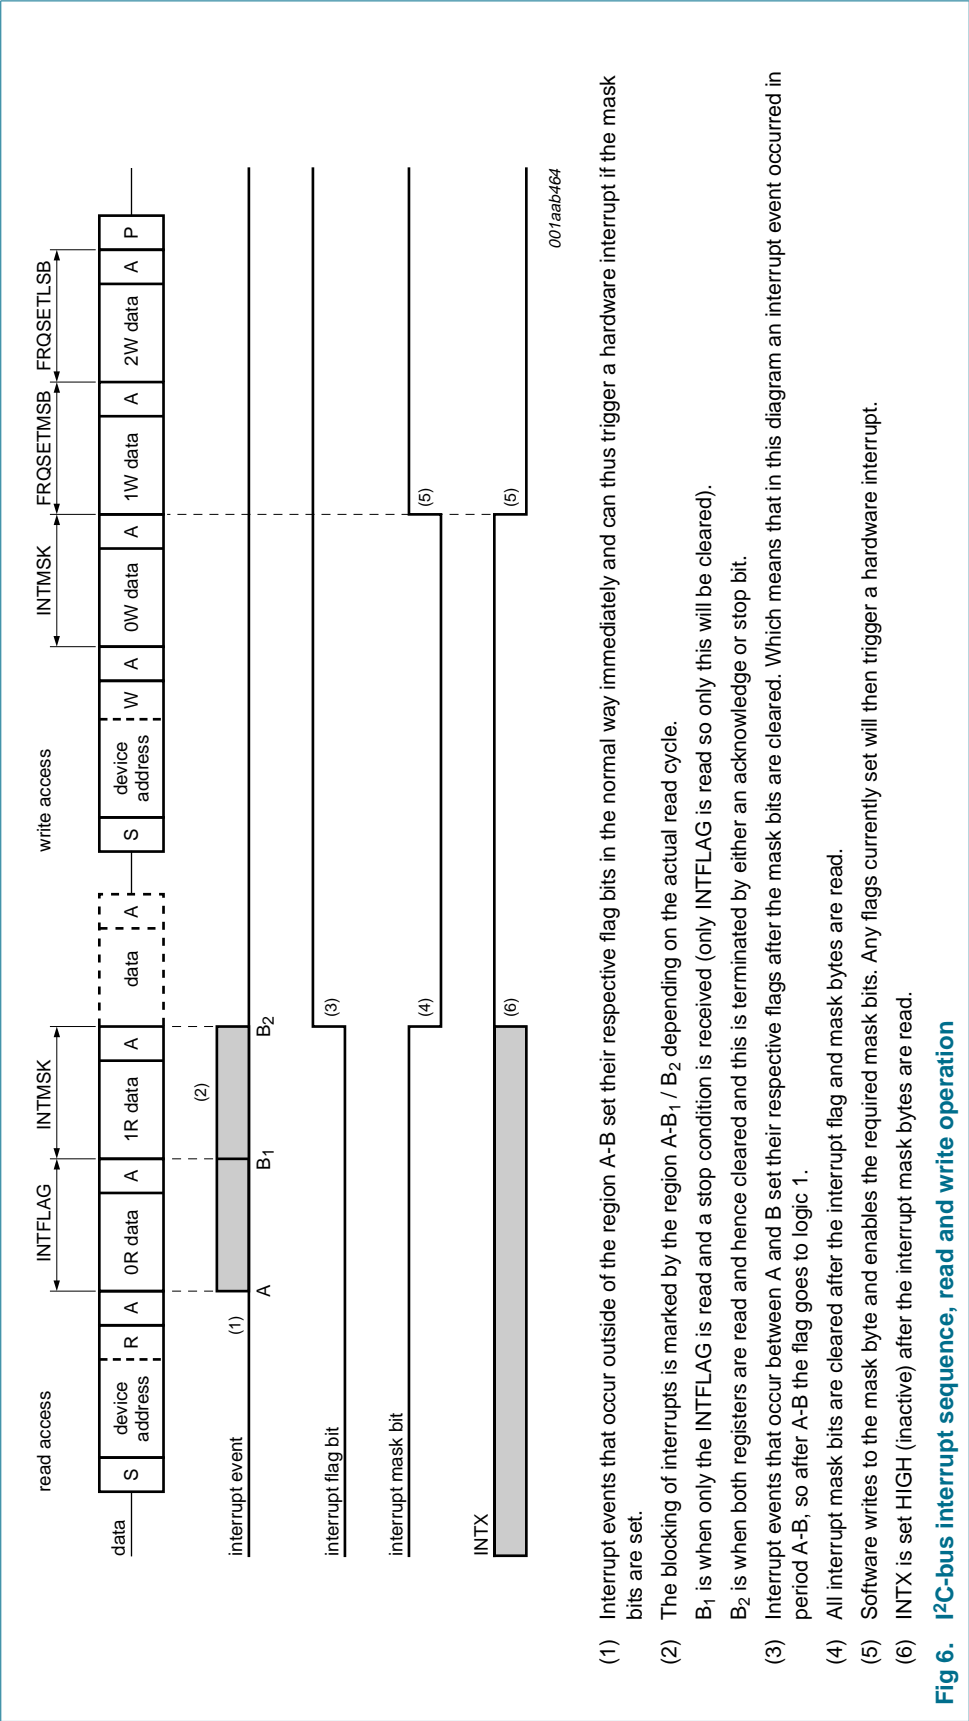 read access
INTFLAG
INTMSK
write access
INTMSK
FRQSETMSB
FRQSETLSB
data
S
device
address
R
A
0R data
A
1R data
A
data
A
S
device
address
W
A
0W data
A
1W data
A
2W data
A
P
interrupt event
(1)
(2)
A
B1
B2
interrupt flag bit
(3)
interrupt mask bit
(4)
(5)
INTX
(6)
(5)
001aab464
(1) Interrupt events that occur outside of the region A-B set their respective flag bits in the normal way immediately and can thus trigger a hardware interrupt if the mask
bits are set.
(2) The blocking of interrupts is marked by the region A-B1 / B2 depending on the actual read cycle.
B1 is when only the INTFLAG is read and a stop condition is received (only INTFLAG is read so only this will be cleared).
B2 is when both registers are read and hence cleared and this is terminated by either an acknowledge or stop bit.
(3) Interrupt events that occur between A and B set their respective flags after the mask bits are cleared. Which means that in this diagram an interrupt event occurred in
period A-B, so after A-B the flag goes to logic 1.
(4) All interrupt mask bits are cleared after the interrupt flag and mask bytes are read.
(5) Software writes to the mask byte and enables the required mask bits. Any flags currently set will then trigger a hardware interrupt.
(6) INTX is set HIGH (inactive) after the interrupt mask bytes are read.
Fig 6. I2C-bus interrupt sequence, read and write operation